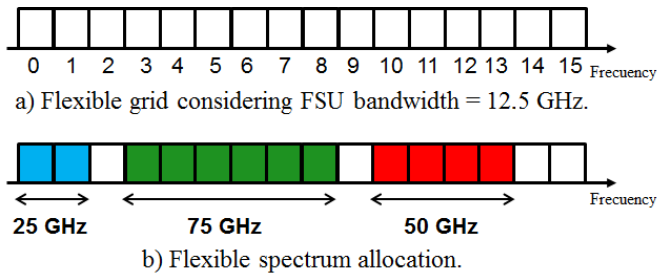 0 1 2 3 4 5 6 7 8 9 10 11 12 13 14 15 Frecuency
a) Flexible grid considering FSU bandwidth = 12.5 GHz.
Frecuency
25 GHz 75 GHz 50 GHz
b) Flexible spectrum allocation.